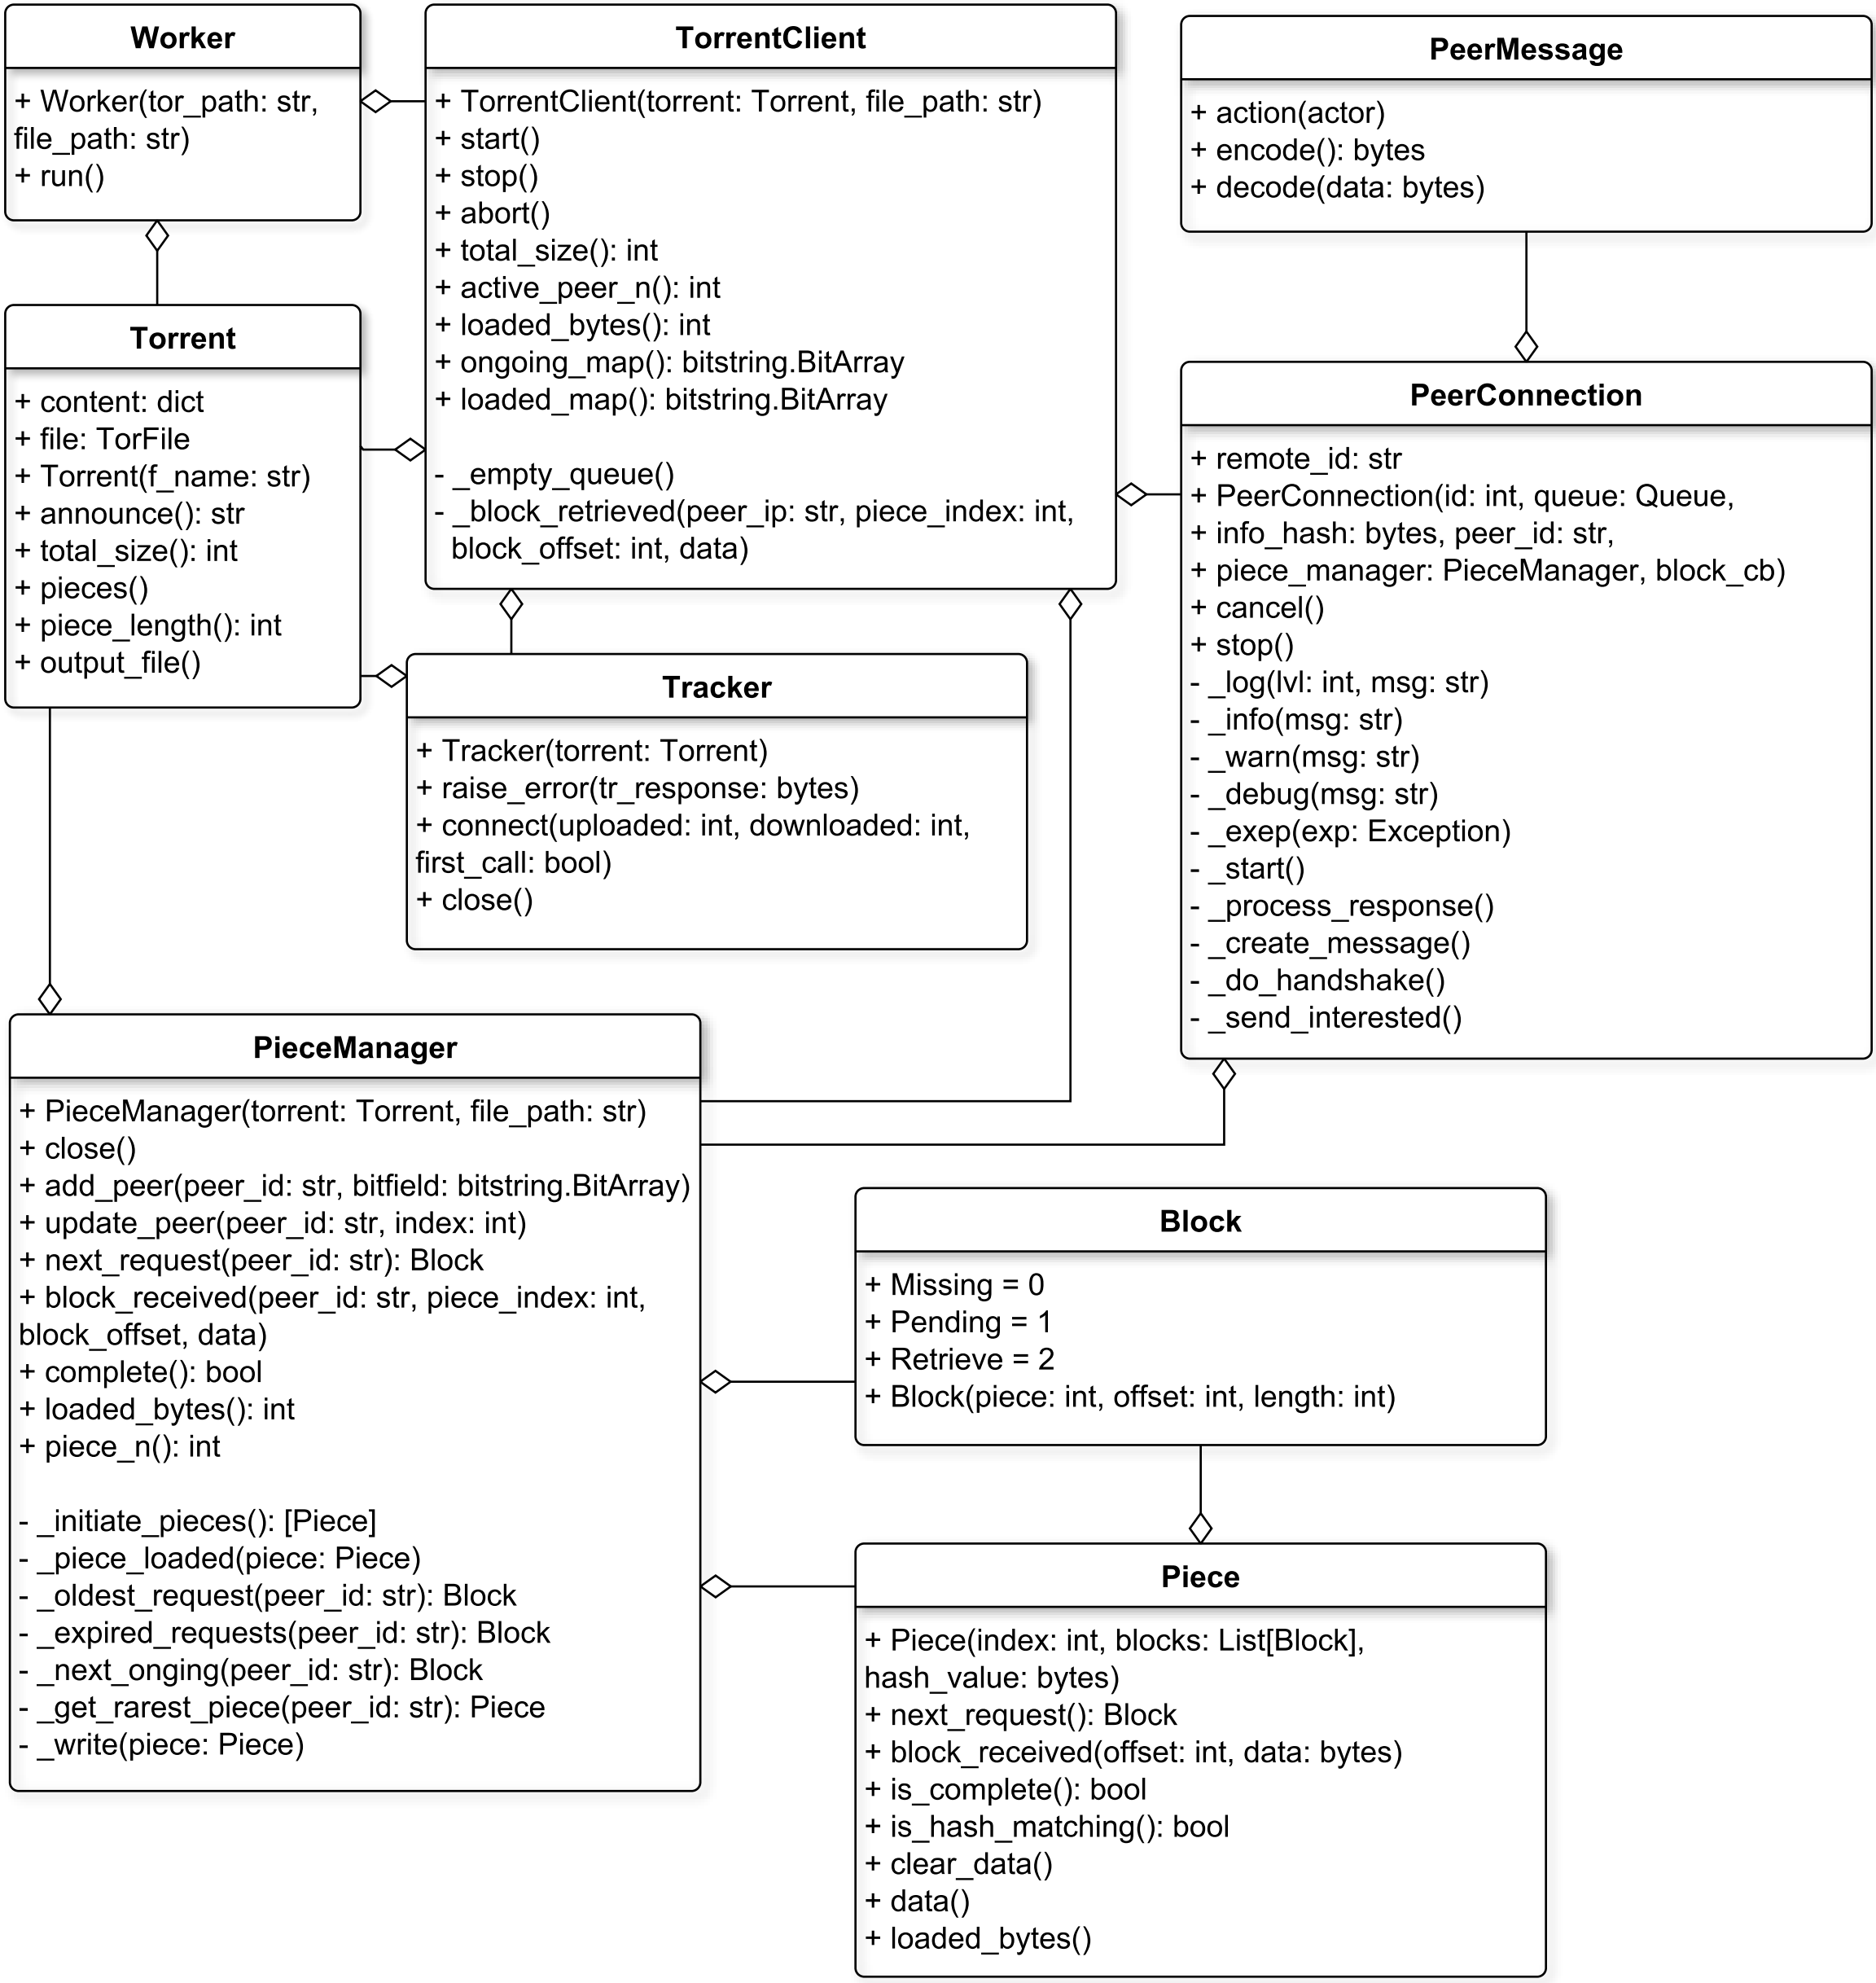 Worker
+ Worker(tor_path: str,
file_path: str)
+ run()
TorrentClient
+ TorrentClient(torrent: Torrent, file_path: str)
+ start()
+ stop()
+ abort()
+ total_size(): int
+ active_peer_n(): int
+ loaded_bytes(): int
+ ongoing_map(): bitstring.BitArray
+ loaded_map(): bitstring.BitArray
- _empty_queue()
- _block_retrieved(peer_ip: str, piece_index: int,
block_offset: int, data)
PeerMessage
+ action(actor)
+ encode(): bytes
+ decode(data: bytes)
Torrent
+ content: dict
+ file: TorFile
+ Torrent(f_name: str)
+ announce(): str
+ total_size(): int
+ pieces()
+ piece_length(): int
+ output_file()
PeerConnection
+ remote_id: str
+ PeerConnection(id: int, queue: Queue,
+ info_hash: bytes, peer_id: str,
+ piece_manager: PieceManager, block_cb)
+ cancel()
+ stop()
- _log(lvl: int, msg: str)
- _info(msg: str)
- _warn(msg: str)
- _debug(msg: str)
- _exep(exp: Exception)
- _start()
- _process_response()
- _create_message()
- _do_handshake()
- _send_interested()
Tracker
+ Tracker(torrent: Torrent)
+ raise_error(tr_response: bytes)
+ connect(uploaded: int, downloaded: int,
first_call: bool)
+ close()
PieceManager
+ PieceManager(torrent: Torrent, file_path: str)
+ close()
+ add_peer(peer_id: str, bitfield: bitstring.BitArray)
+ update_peer(peer_id: str, index: int)
+ next_request(peer_id: str): Block
+ block_received(peer_id: str, piece_index: int,
block_offset, data)
+ complete(): bool
+ loaded_bytes(): int
+ piece_n(): int
- _initiate_pieces(): [Piece]
- _piece_loaded(piece: Piece)
- _oldest_request(peer_id: str): Block
- _expired_requests(peer_id: str): Block
- _next_onging(peer_id: str): Block
- _get_rarest_piece(peer_id: str): Piece
- _write(piece: Piece)
Block
+ Missing = 0
+ Pending = 1
+ Retrieve = 2
+ Block(piece: int, offset: int, length: int)
Piece
+ Piece(index: int, blocks: List[Block],
hash_value: bytes)
+ next_request(): Block
+ block_received(offset: int, data: bytes)
+ is_complete(): bool
+ is_hash_matching(): bool
+ clear_data()
+ data()
+ loaded_bytes()